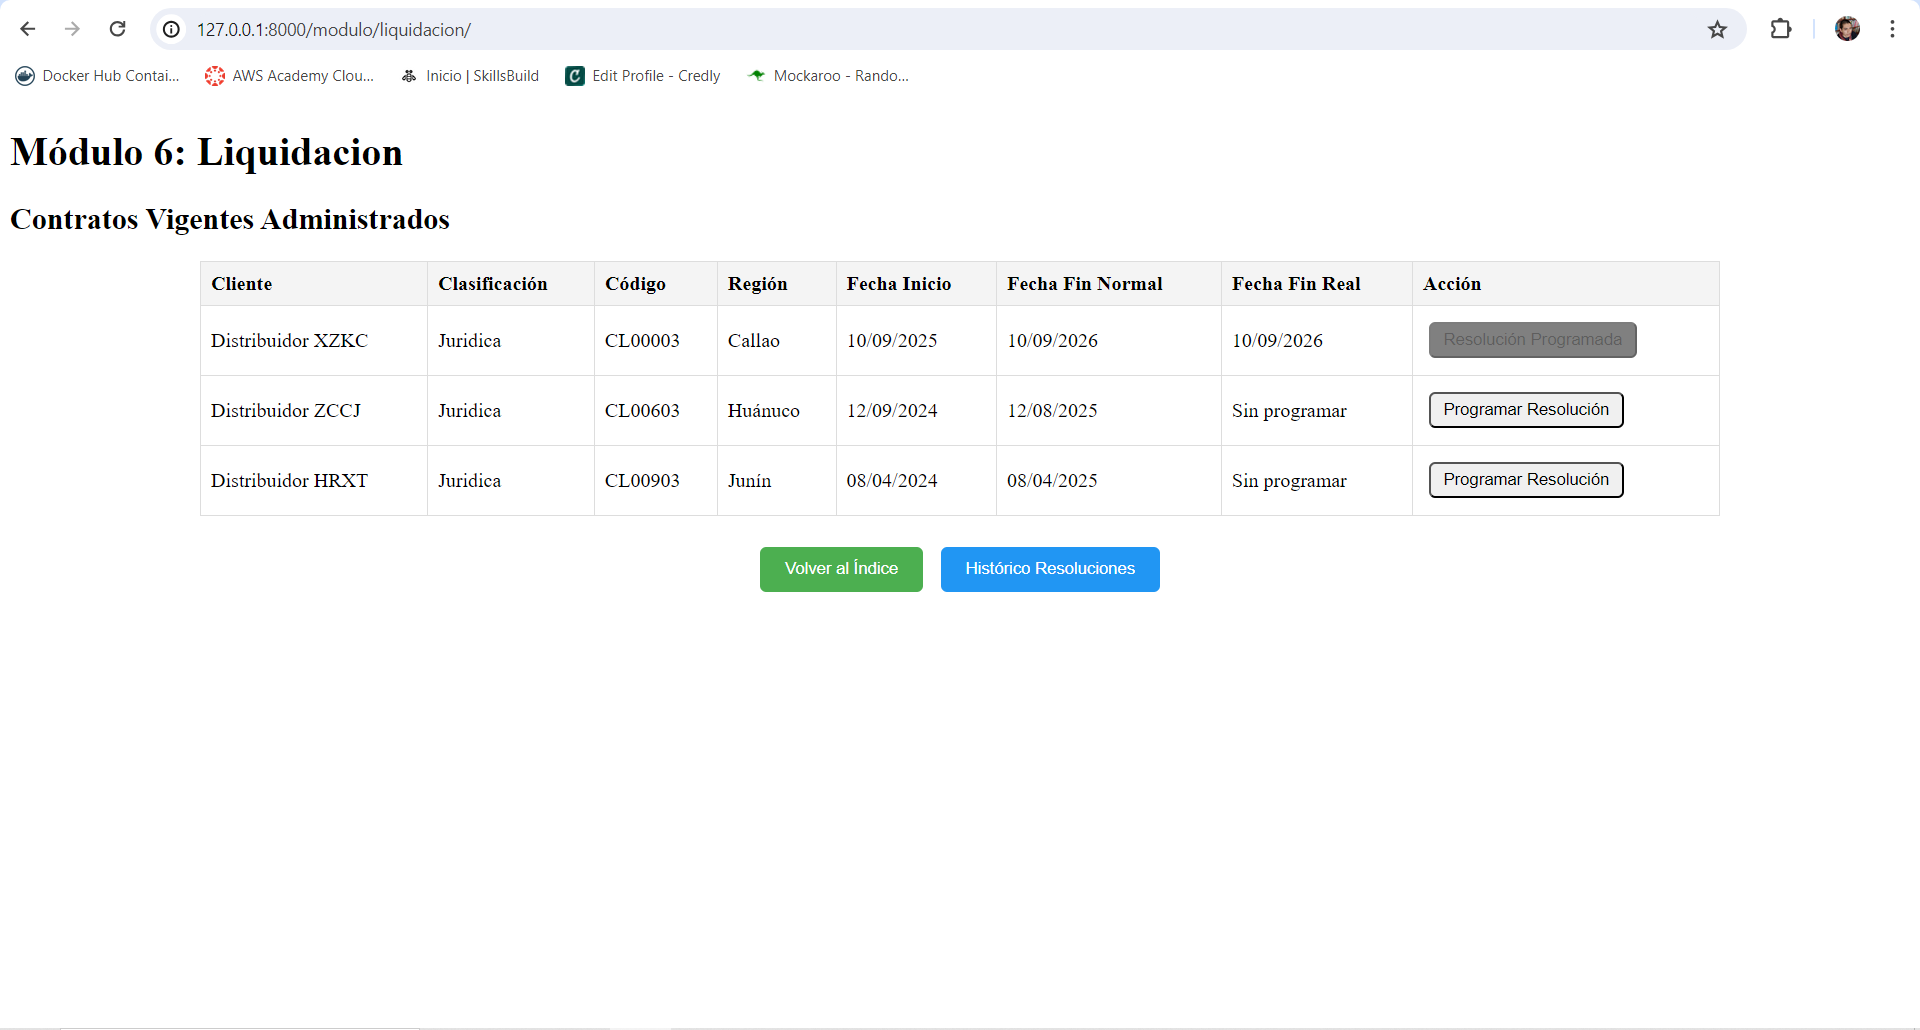 127.0.0.1:8000/modulo/liquidacion/
Docker Hub Contai... AWS Academy Clou... Inicio | SkillsBuild Edit Profile - Credly Mockaroo - Rando...
Módulo 6: Liquidacion
Contratos Vigentes Administrados
Cliente Clasificación Código Región Fecha Inicio Fecha Fin Normal Fecha Fin Real Acción
Distribuidor XZKC Juridica CL00003 Callao 10/09/2025 10/09/2026 10/09/2026 Resolución Programada
Distribuidor ZCCJ Juridica CL00603 Huánuco 12/09/2024 12/08/2025 Sin programar Programar Resolución
Distribuidor HRXT Juridica CL00903 Junín 08/04/2024 08/04/2025 Sin programar Programar Resolución
Volver al Índice Histórico Resoluciones